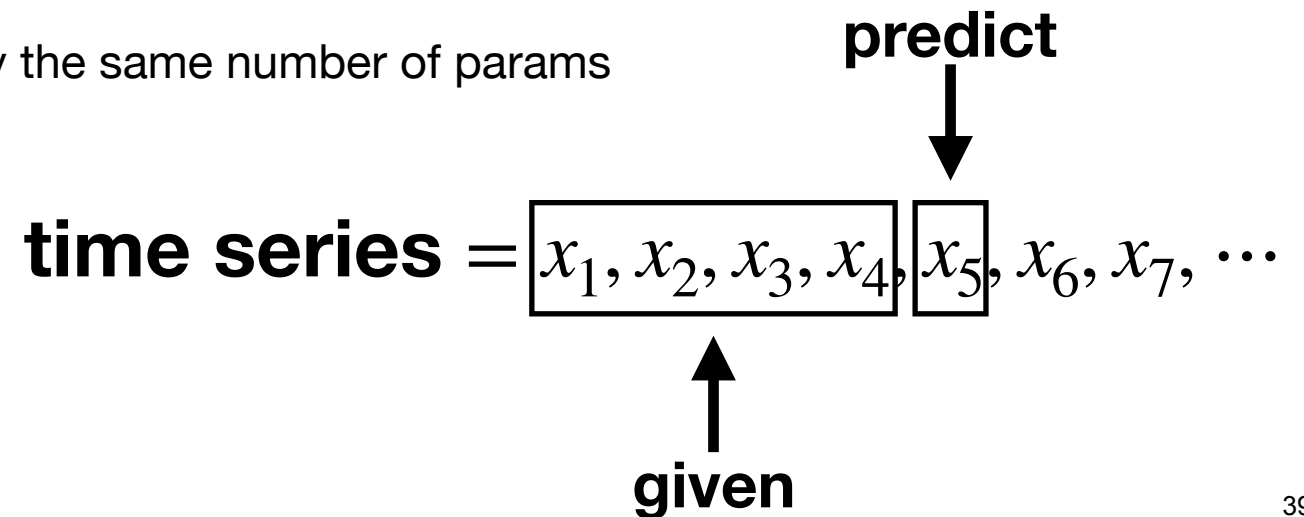 the same number of params
predict
time series = x₁, x₂, x₃, x₄, x₅, x₆, x₇, ⋯
given
39